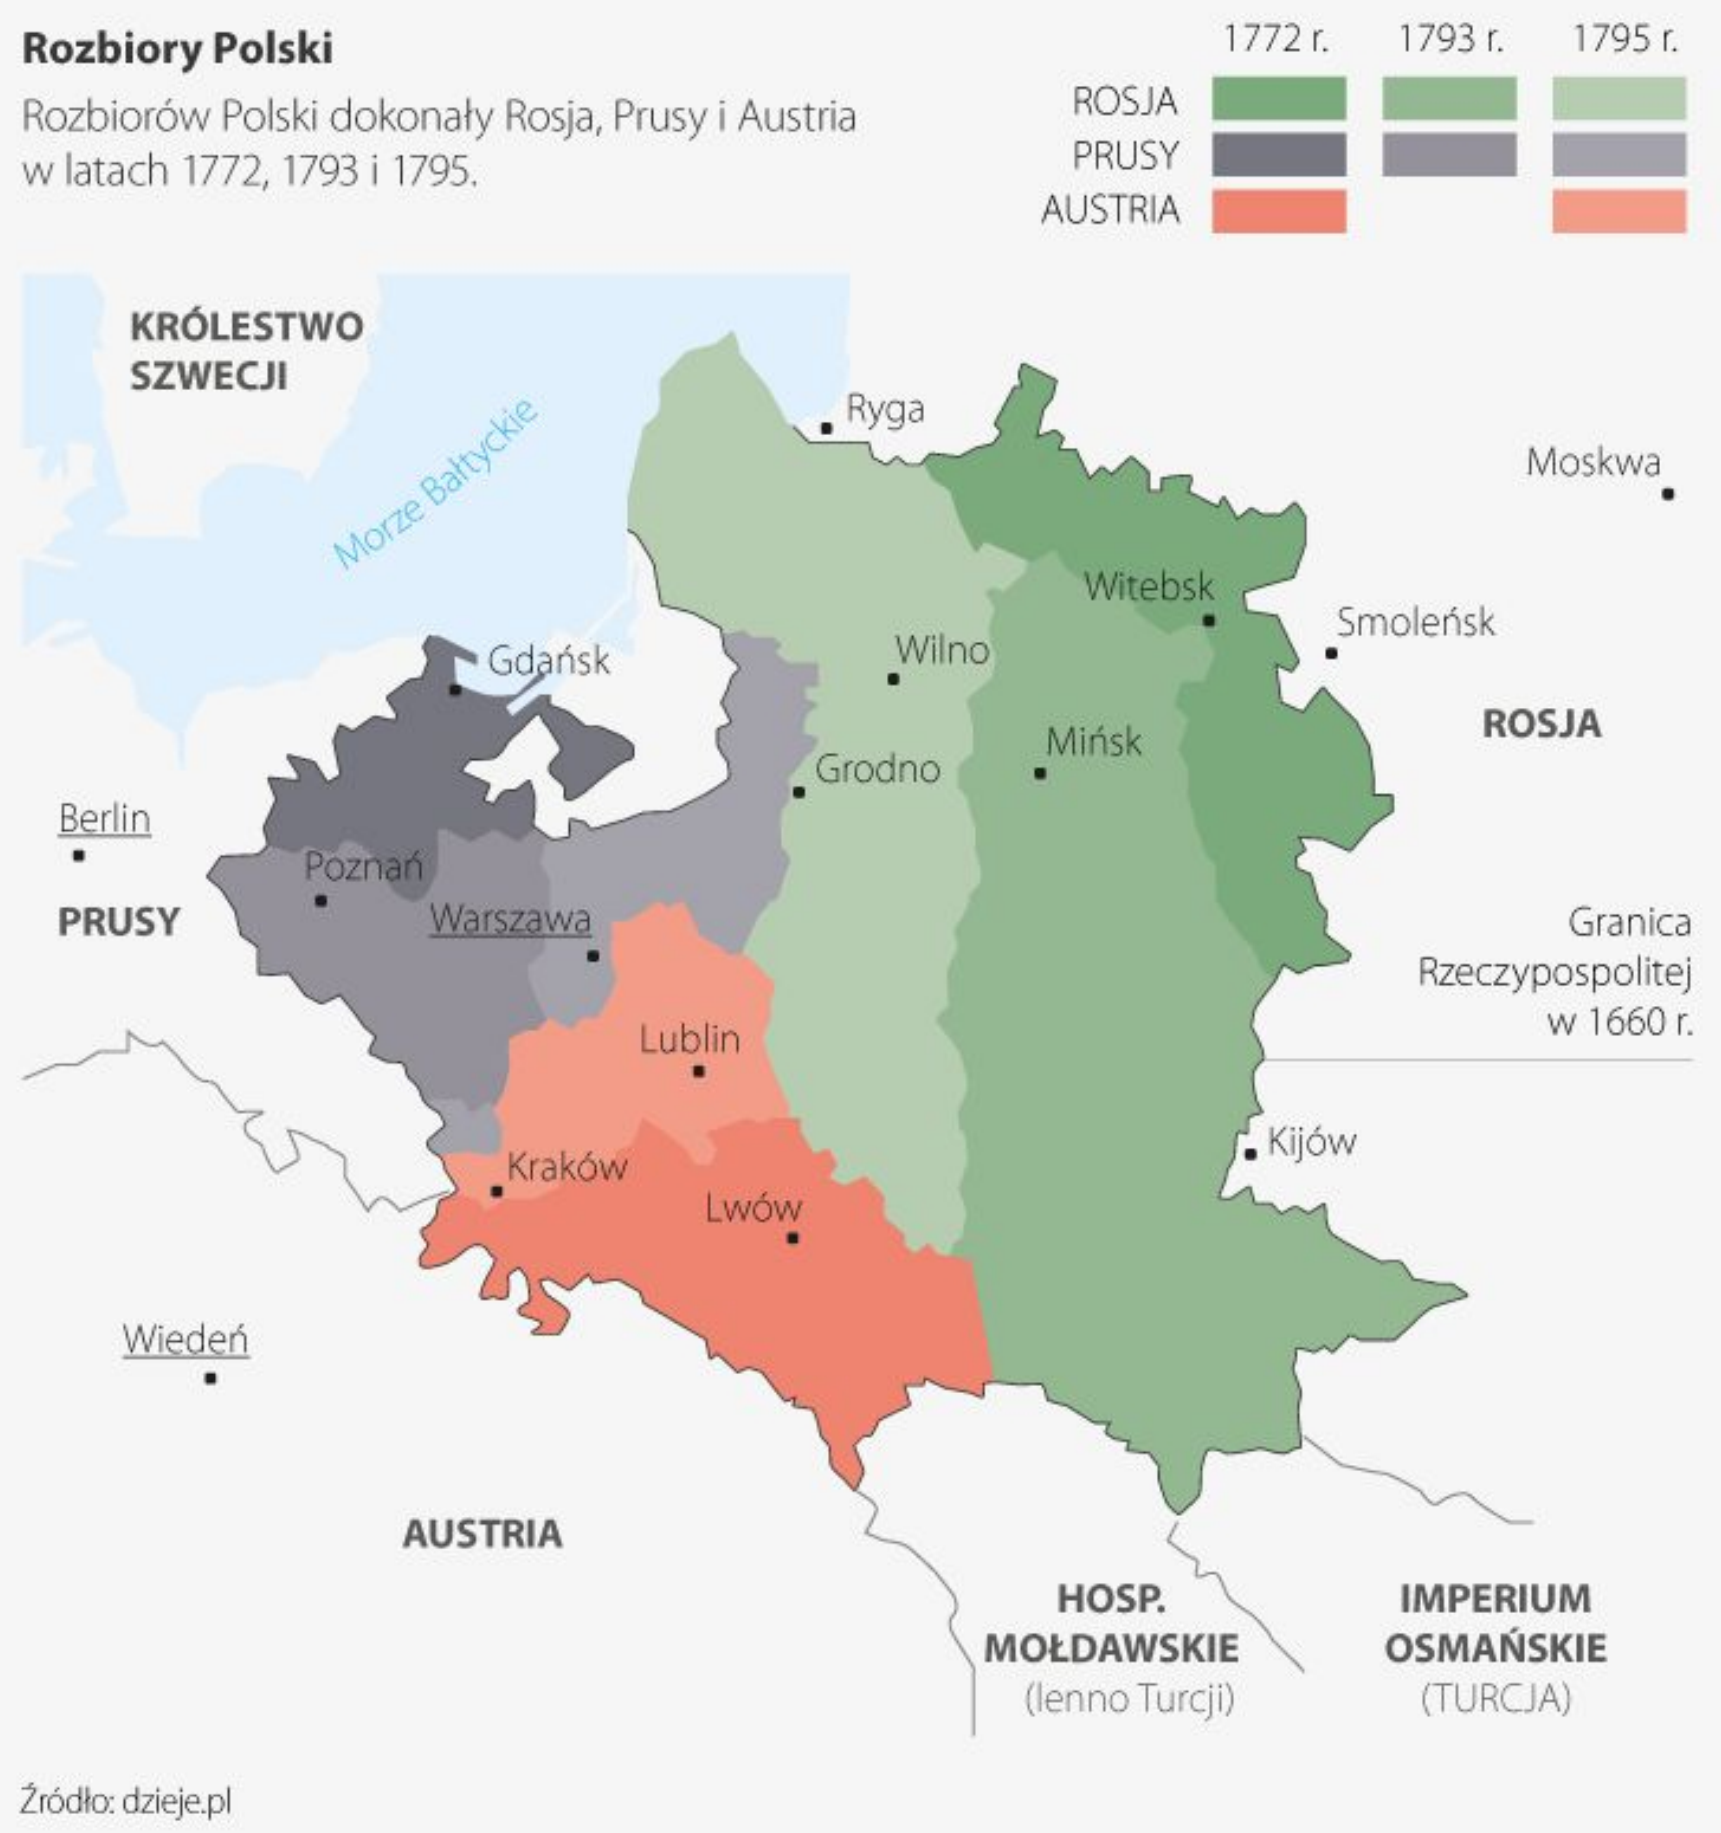 Rozbiory Polski
Rozbiorów Polski dokonały Rosja, Prusy i Austria
w latach 1772, 1793 i 1795.
1772 r. 1793 r. 1795 r.
ROSJA
PRUSY
AUSTRIA
KRÓLESTWO
SZWECJI
Morze Bałtyckie
Ryga
Moskwa
Witebsk
Smoleńsk
Wilno
Gdańsk
ROSJA
Mińsk
Grodno
Berlin
Poznań
PRUSY
Warszawa
Granica
Rzeczypospolitej
w 1660 r.
Lublin
Kijów
Kraków
Lwów
Wiedeń
AUSTRIA
HOSP.
MOŁDAWSKIE
(lenno Turcji)
IMPERIUM
OSMAŃSKIE
(TURCJA)
Źródło: dzieje.pl